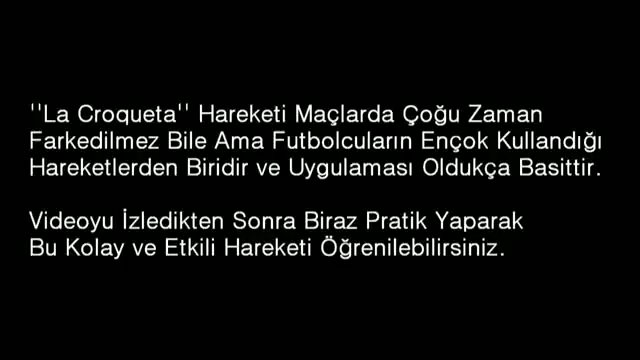 ''La Croqueta'' Hareketi Maçlarda Çoğu Zaman
Farkedilmez Bile Ama Futbolcuların Ençok Kullandığı
Hareketlerden Biridir ve Uygulaması Oldukça Basittir.
Videoyu İzledikten Sonra Biraz Pratik Yaparak
Bu Kolay ve Etkili Hareketi Öğrenilebilirsiniz.